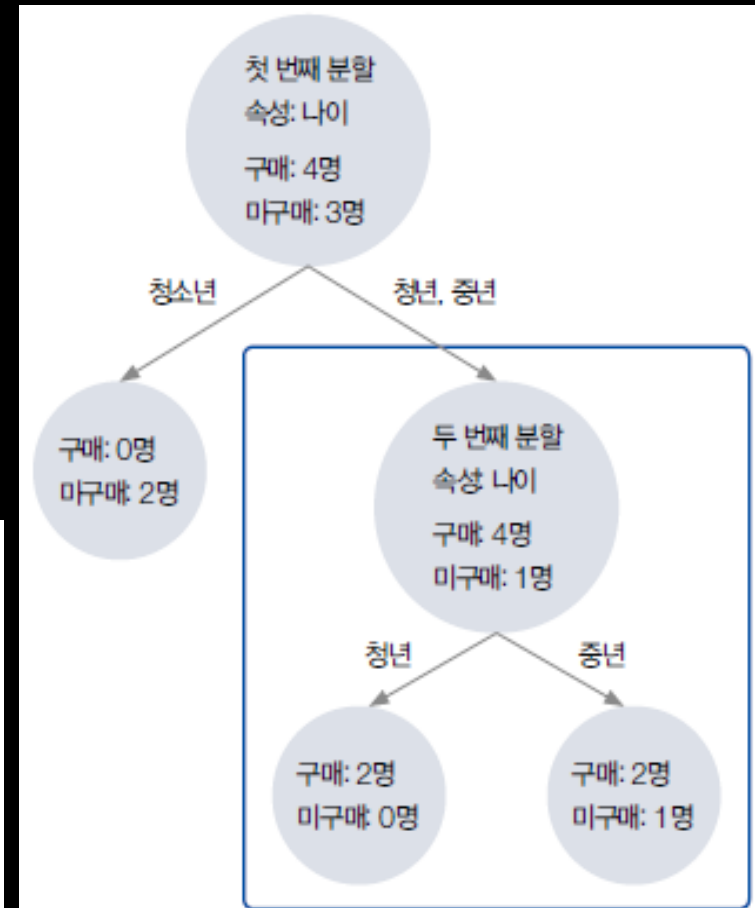 첫 번째 분할
속성: 나이
구매: 4명
미구매: 3명
청소년
청년, 중년
구매: 0명
미구매: 2명
두 번째 분할
속성: 나이
구매: 4명
미구매: 1명
청년
중년
구매: 2명
미구매: 0명
구매: 2명
미구매: 1명